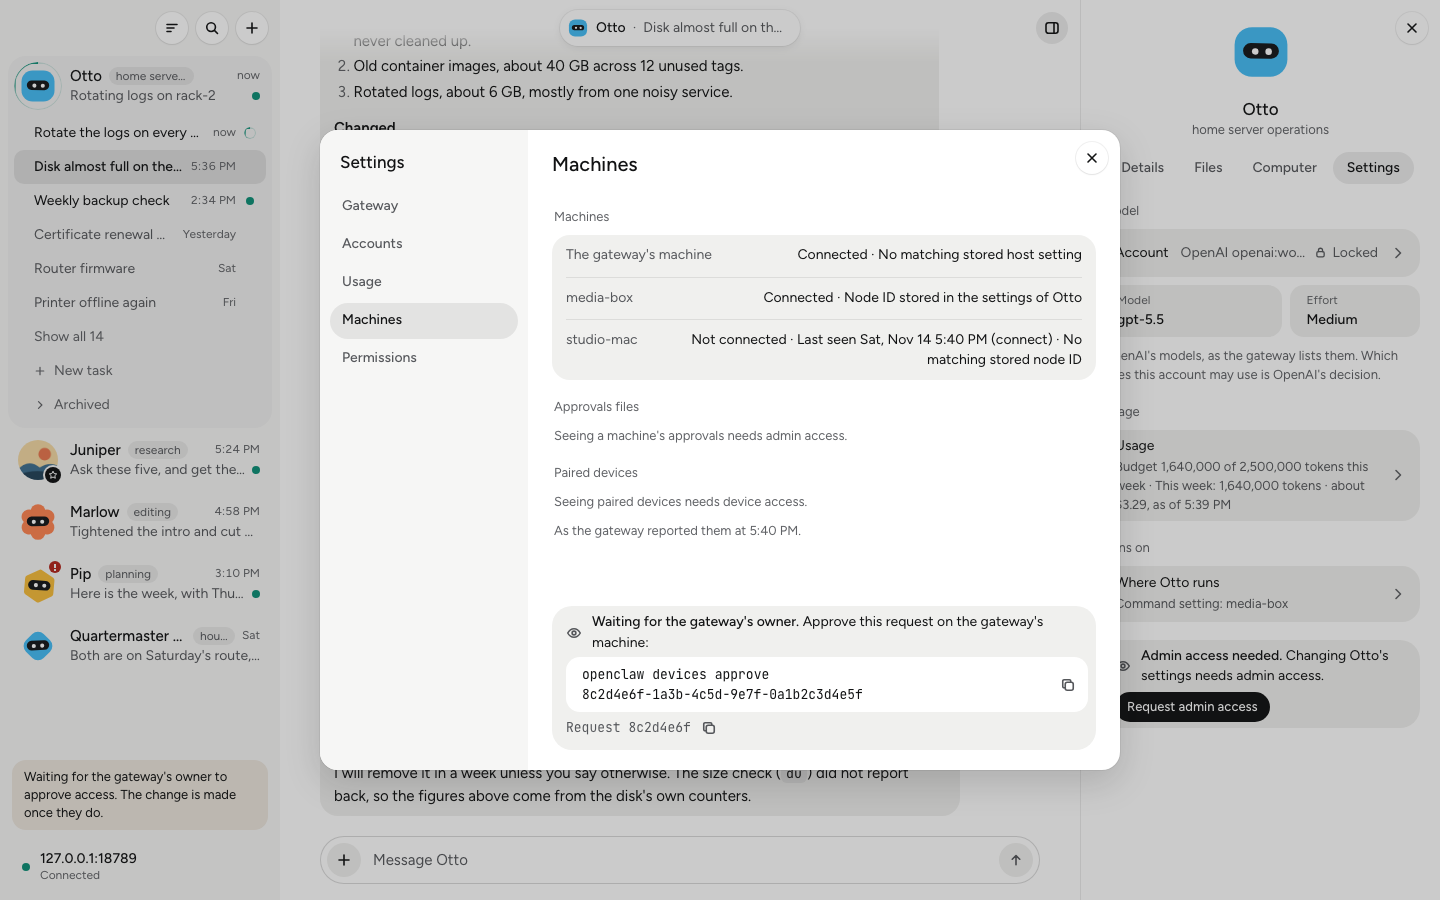 Otto home serve... now
Rotating logs on rack-2
Rotate the logs on every ... now
Disk almost full on the... 5:36 PM
Weekly backup check 2:34 PM
Certificate renewal ... Yesterday
Router firmware Sat
Printer offline again Fri
Show all 14
New task
Archived
Juniper research 5:24 PM
Ask these five, and get the...
Marlow editing 4:58 PM
Tightened the intro and cut ...
Pip planning 3:10 PM
Here is the week, with Thu...
Quartermaster ... hou... Sat
Both are on Saturday's route,...
Waiting for the gateway's owner to
approve access. The change is made
once they do.
127.0.0.1:18789
Connected
Otto · Disk almost full on th...
never cleaned up.
2. Old container images, about 40 GB across 12 unused tags.
3. Rotated logs, about 6 GB, mostly from one noisy service.
Changed
Settings
Gateway
Accounts
Usage
Machines
Permissions
Machines
Machines
The gateway's machine Connected · No matching stored host setting
media-box Connected · Node ID stored in the settings of Otto
studio-mac Not connected · Last seen Sat, Nov 14 5:40 PM (connect) · No
matching stored node ID
Approvals files
Seeing a machine's approvals needs admin access.
Paired devices
Seeing paired devices needs device access.
As the gateway reported them at 5:40 PM.
Waiting for the gateway's owner. Approve this request on the gateway's
machine:
openclaw devices approve
8c2d4e6f-1a3b-4c5d-9e7f-0a1b2c3d4e5f
Request 8c2d4e6f
I will remove it in a week unless you say otherwise. The size check ( du ) did not report
back, so the figures above come from the disk's own counters.
Message Otto
Otto
home server operations
Details Files Computer Settings
Account OpenAI openai:wo... Locked
Model
gpt-5.5
Effort
Medium
OpenAI's models, as the gateway lists them. Which
this account may use is OpenAI's decision.
Usage
Budget 1,640,000 of 2,500,000 tokens this
week · This week: 1,640,000 tokens · about
$3.29, as of 5:39 PM
Where Otto runs
Command setting: media-box
Admin access needed. Changing Otto's
settings needs admin access.
Request admin access